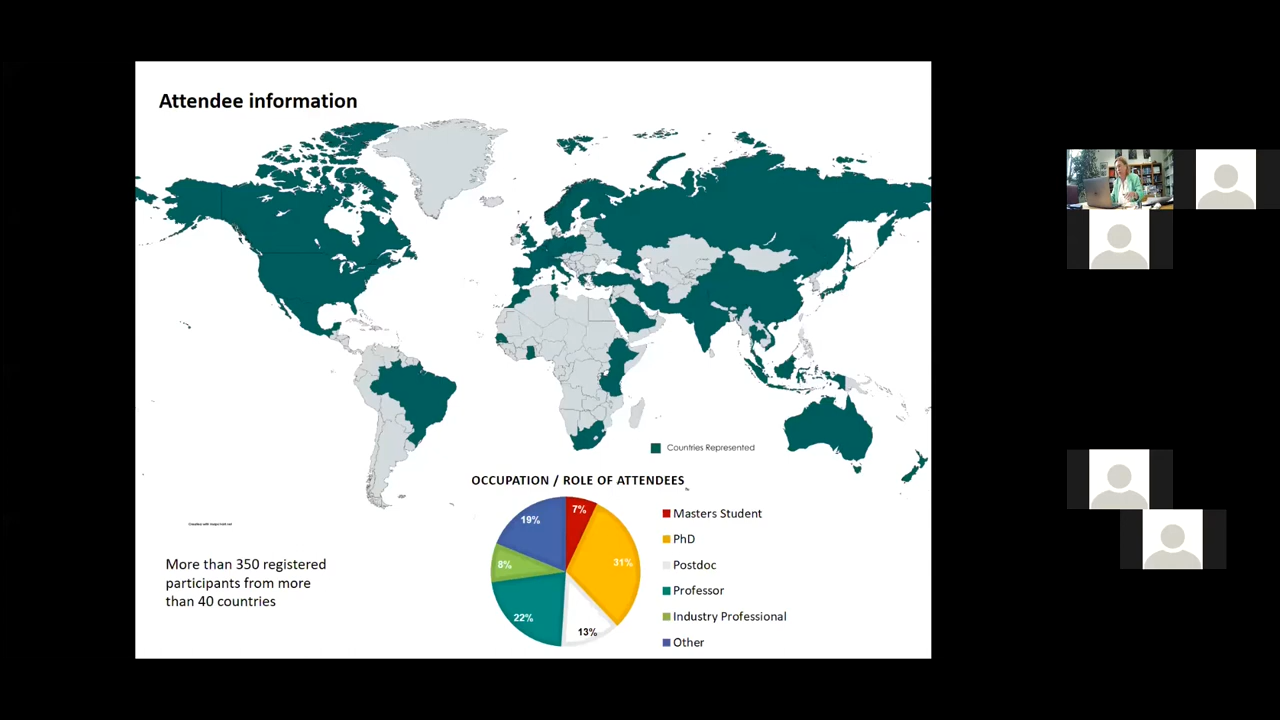 Attendee information
Countries Represented
OCCUPATION / ROLE OF ATTENDEES
7%
31%
13%
22%
8%
19%
Masters Student
PhD
Postdoc
Professor
Industry Professional
Other
More than 350 registered
participants from more
than 40 countries